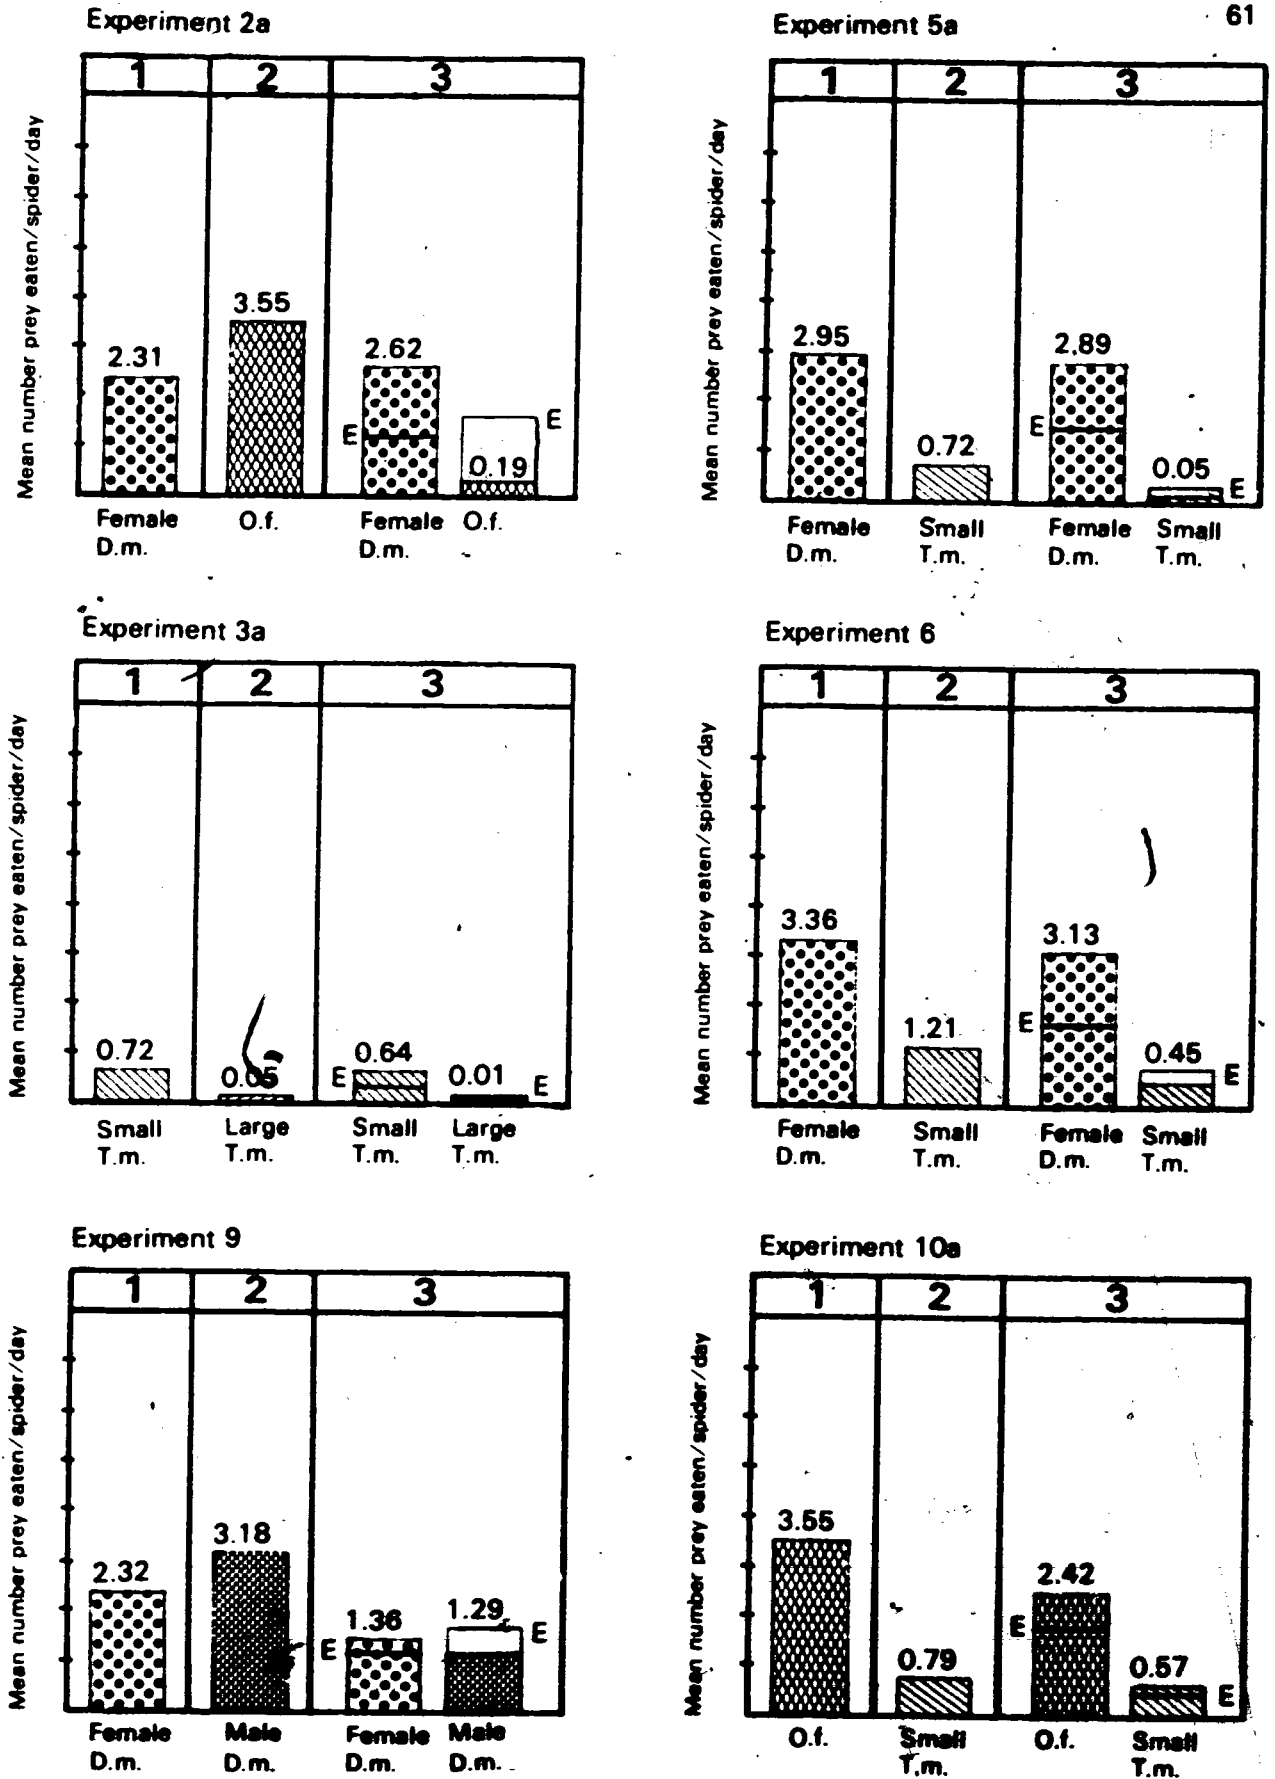 61
Experiment 2a
1 2 3
Mean number prey eaten/spider/day
2.31
3.55
2.62
E
E
0.19
Female O.f. Female O.f.
D.m. D.m.
Experiment 5a
1 2 3
Mean number prey eaten/spider/day
2.95
0.72
2.89
E
0.05
E
Female Small Female Small
D.m. T.m. D.m. T.m.
Experiment 3a
1 2 3
Mean number prey eaten/spider/day
0.72
0.05
0.64
E
0.01
E
Small Large Small Large
T.m. T.m. T.m. T.m.
Experiment 6
1 2 3
Mean number prey eaten/spider/day
3.36
1.21
3.13
E
0.45
E
Female Small Female Small
D.m. T.m. D.m. T.m.
Experiment 9
1 2 3
Mean number prey eaten/spider/day
2.32
3.18
1.36
E
1.29
E
Female Male Female Male
D.m. D.m. D.m. D.m.
Experiment 10a
1 2 3
Mean number prey eaten/spider/day
3.55
0.79
2.42
E
0.57
E
O.f. Small O.f. Small
T.m. T.m.